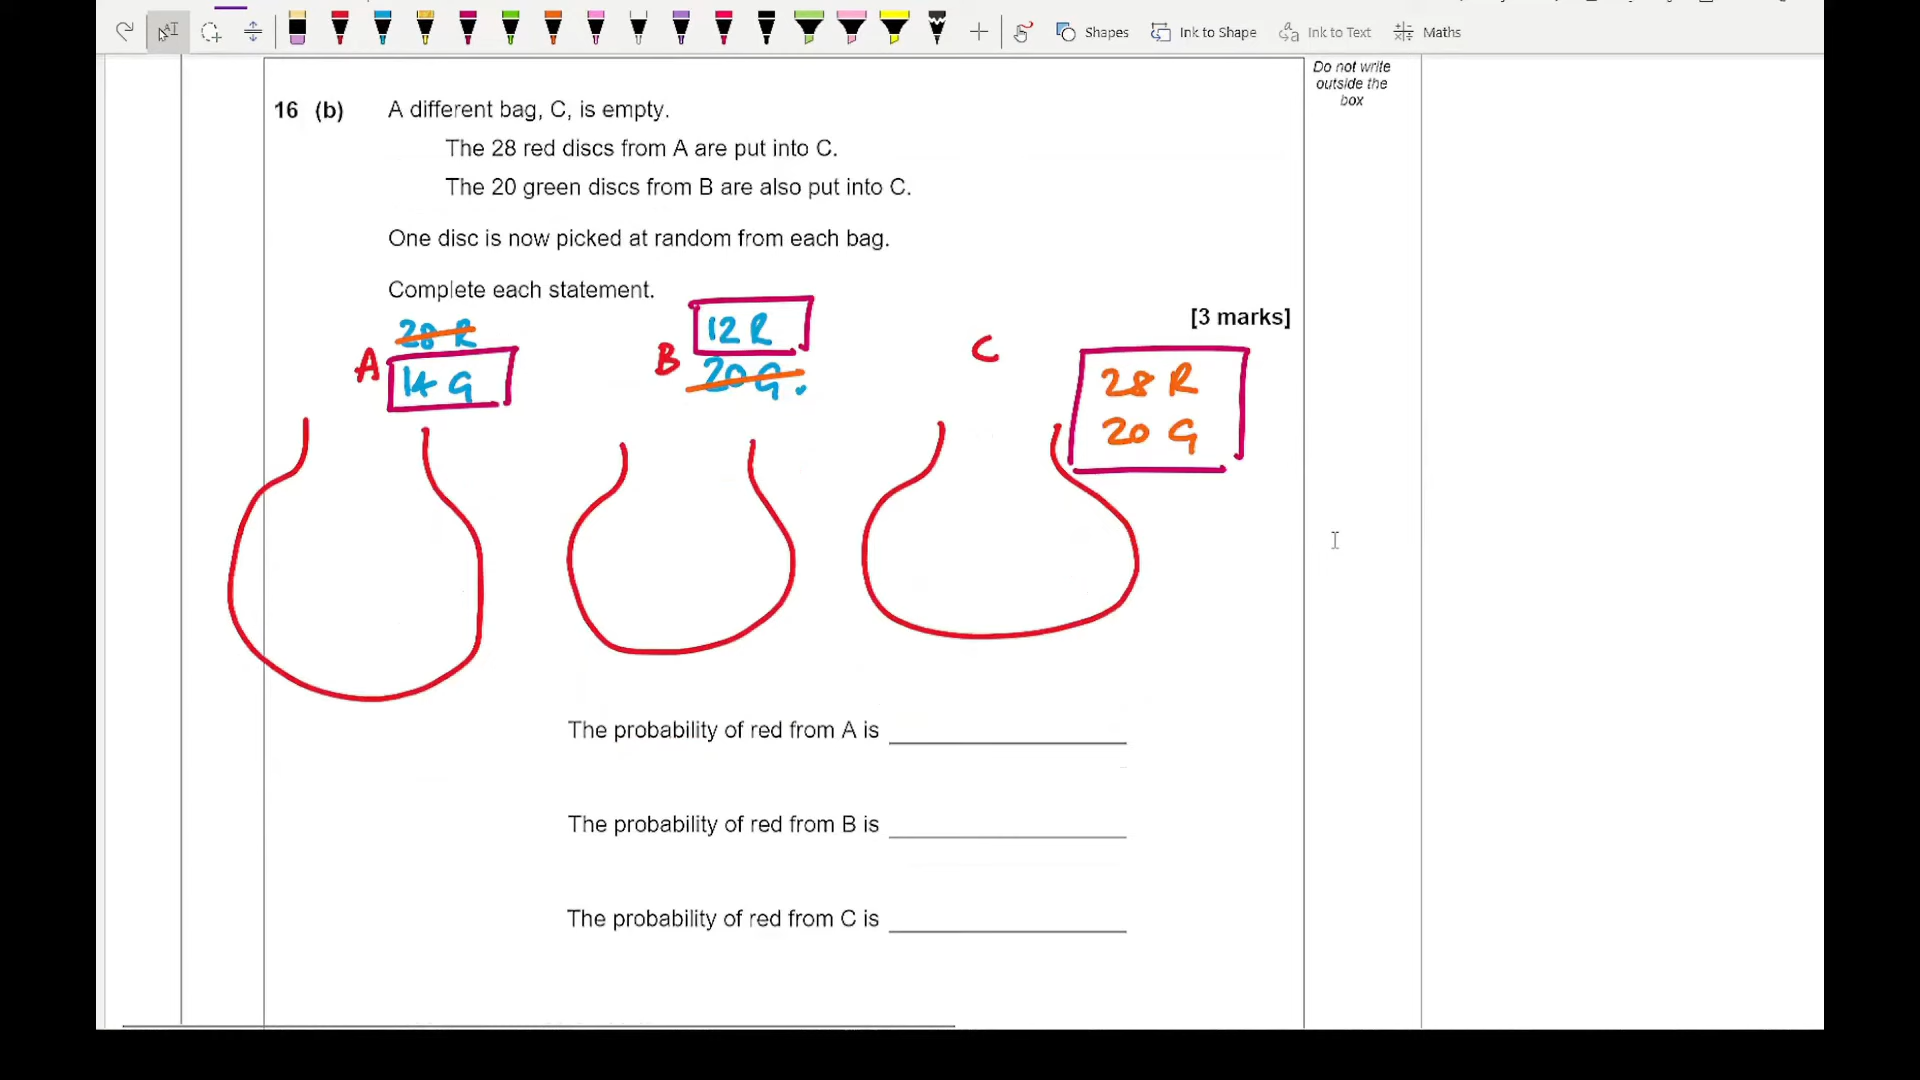 Shapes
Ink to Shape
Ink to Text
Maths
Do not write
outside the
box
16 (b) A different bag, C, is empty.
The 28 red discs from A are put into C.
The 20 green discs from B are also put into C.
One disc is now picked at random from each bag.
Complete each statement.
[3 marks]
A
28 R
14 G
B
12 R
20 G.
C
28 R
20 G
The probability of red from A is
The probability of red from B is
The probability of red from C is